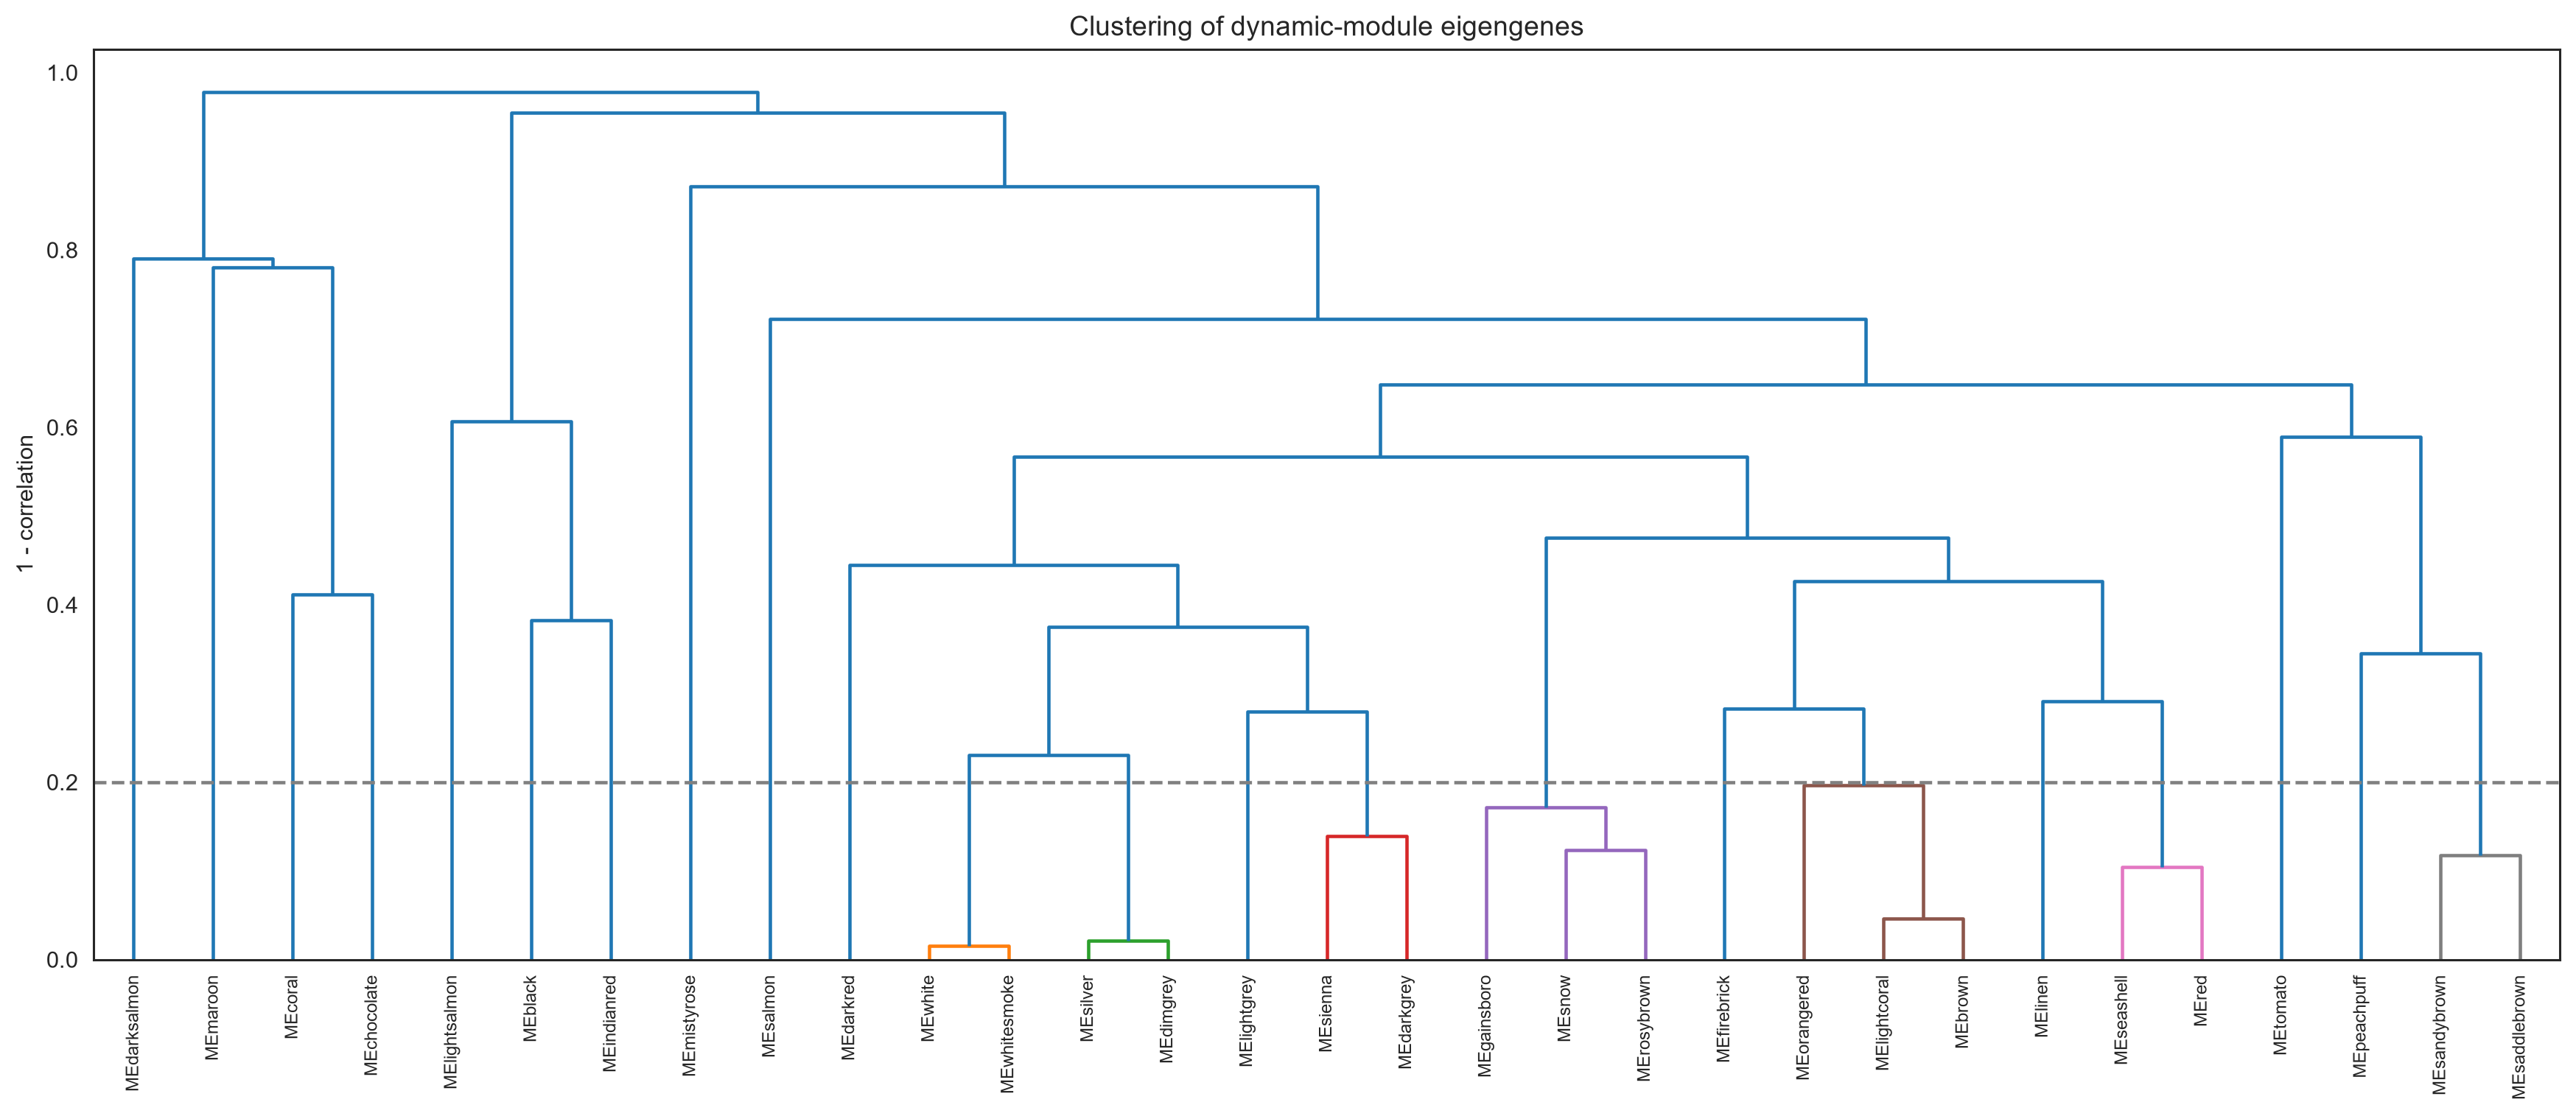 Clustering of dynamic-module eigengenes
1.0
0.8
0.6
0.4
0.2
0.0
1 - correlation
MEdarksalmon
MEmaroon
MEcoral
MEchocolate
MElightsalmon
MEblack
MEindianred
MEmistyrose
MEsalmon
MEdarkred
MEwhite
MEwhitesmoke
MEsilver
MEdimgrey
MElightgrey
MEsienna
MEdarkgrey
MEgainsboro
MEsnow
MErosybrown
MEfirebrick
MEorangered
MElightcoral
MEbrown
MElinen
MEseashell
MEred
MEtomato
MEpeachpuff
MEsandybrown
MEsaddlebrown